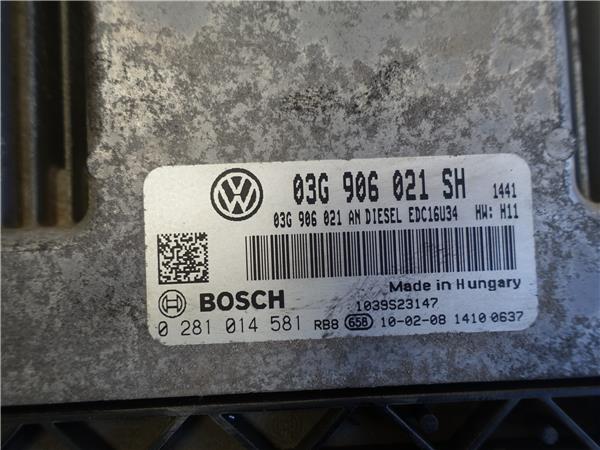 03G 906 021 SH 1441
03G 906 021 AN DIESEL EDC16U34 HW: H11
Made in Hungary
BOSCH 1039S23147
0 281 014 581 RB8 658 10-02-08 1410 0637